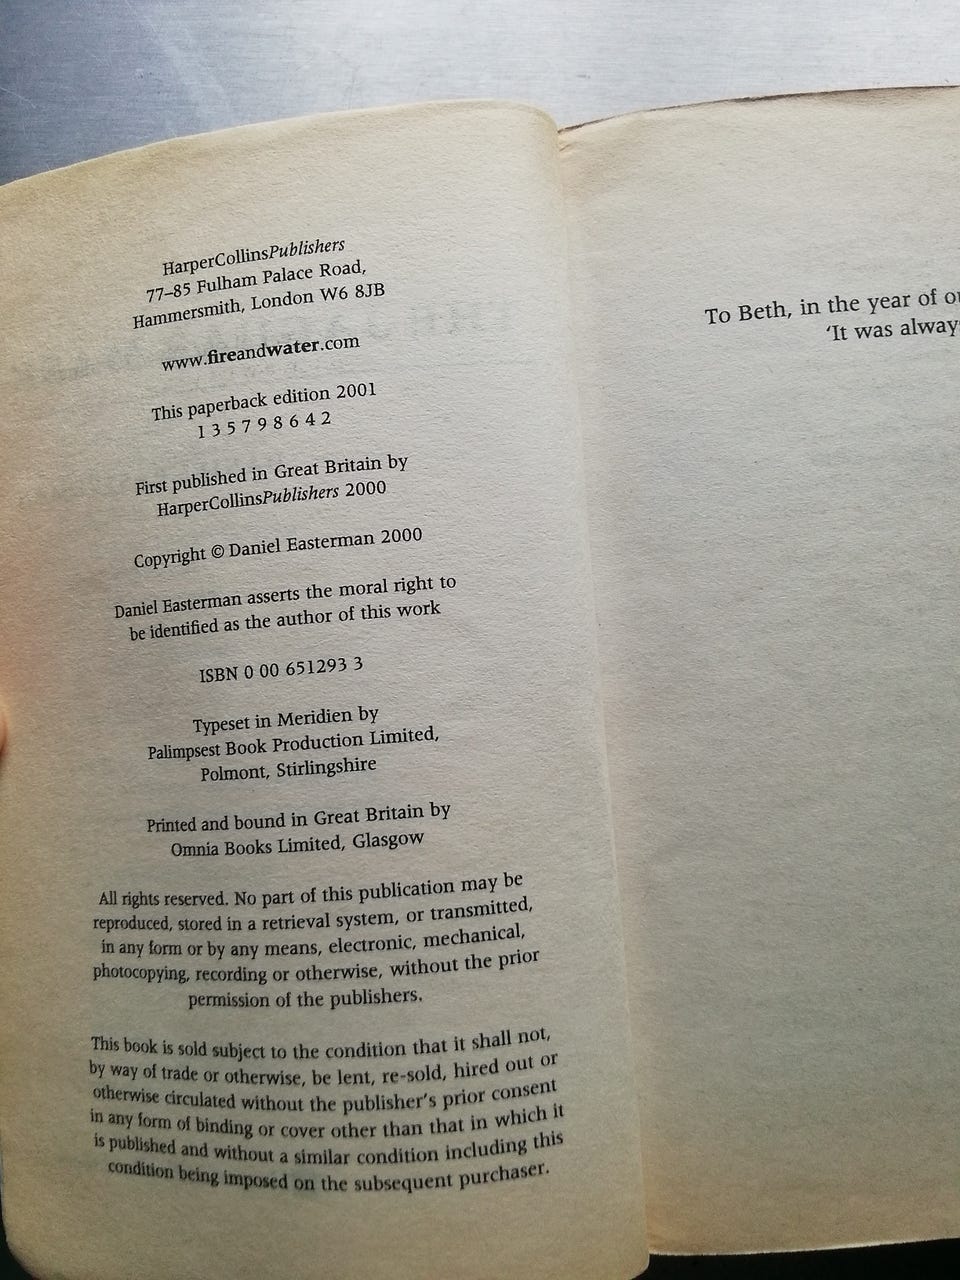 HarperCollinsPublishers
77–85 Fulham Palace Road,
Hammersmith, London W6 8JB
www.fireandwater.com
This paperback edition 2001
1 3 5 7 9 8 6 4 2
First published in Great Britain by
HarperCollinsPublishers 2000
Copyright © Daniel Easterman 2000
Daniel Easterman asserts the moral right to
be identified as the author of this work
ISBN 0 00 651293 3
Typeset in Meridien by
Palimpsest Book Production Limited,
Polmont, Stirlingshire
Printed and bound in Great Britain by
Omnia Books Limited, Glasgow
All rights reserved. No part of this publication may be
reproduced, stored in a retrieval system, or transmitted,
in any form or by any means, electronic, mechanical,
photocopying, recording or otherwise, without the prior
permission of the publishers.
This book is sold subject to the condition that it shall not,
by way of trade or otherwise, be lent, re-sold, hired out or
otherwise circulated without the publisher's prior consent
in any form of binding or cover other than that in which it
is published and without a similar condition including this
condition being imposed on the subsequent purchaser.
To Beth, in the year of
‘It was